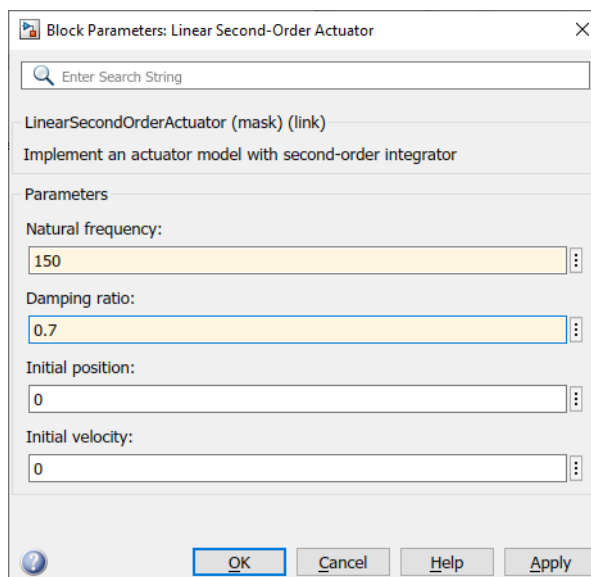 Block Parameters: Linear Second-Order Actuator
Enter Search String
LinearSecondOrderActuator (mask) (link)
Implement an actuator model with second-order integrator
Parameters
Natural frequency:
150
Damping ratio:
0.7
Initial position:
0
Initial velocity:
0
OK Cancel Help Apply